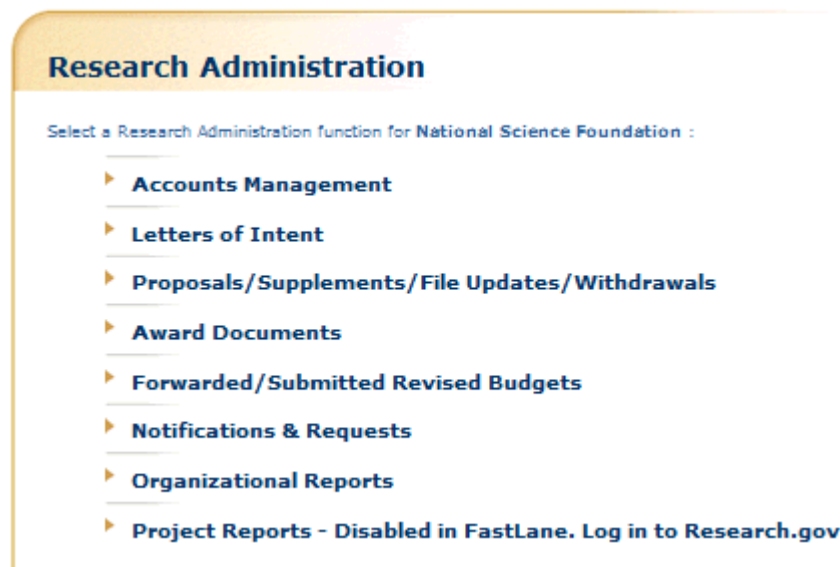 Research Administration
Select a Research Administration function for National Science Foundation :
Accounts Management
Letters of Intent
Proposals/Supplements/File Updates/Withdrawals
Award Documents
Forwarded/Submitted Revised Budgets
Notifications & Requests
Organizational Reports
Project Reports - Disabled in FastLane. Log in to Research.gov